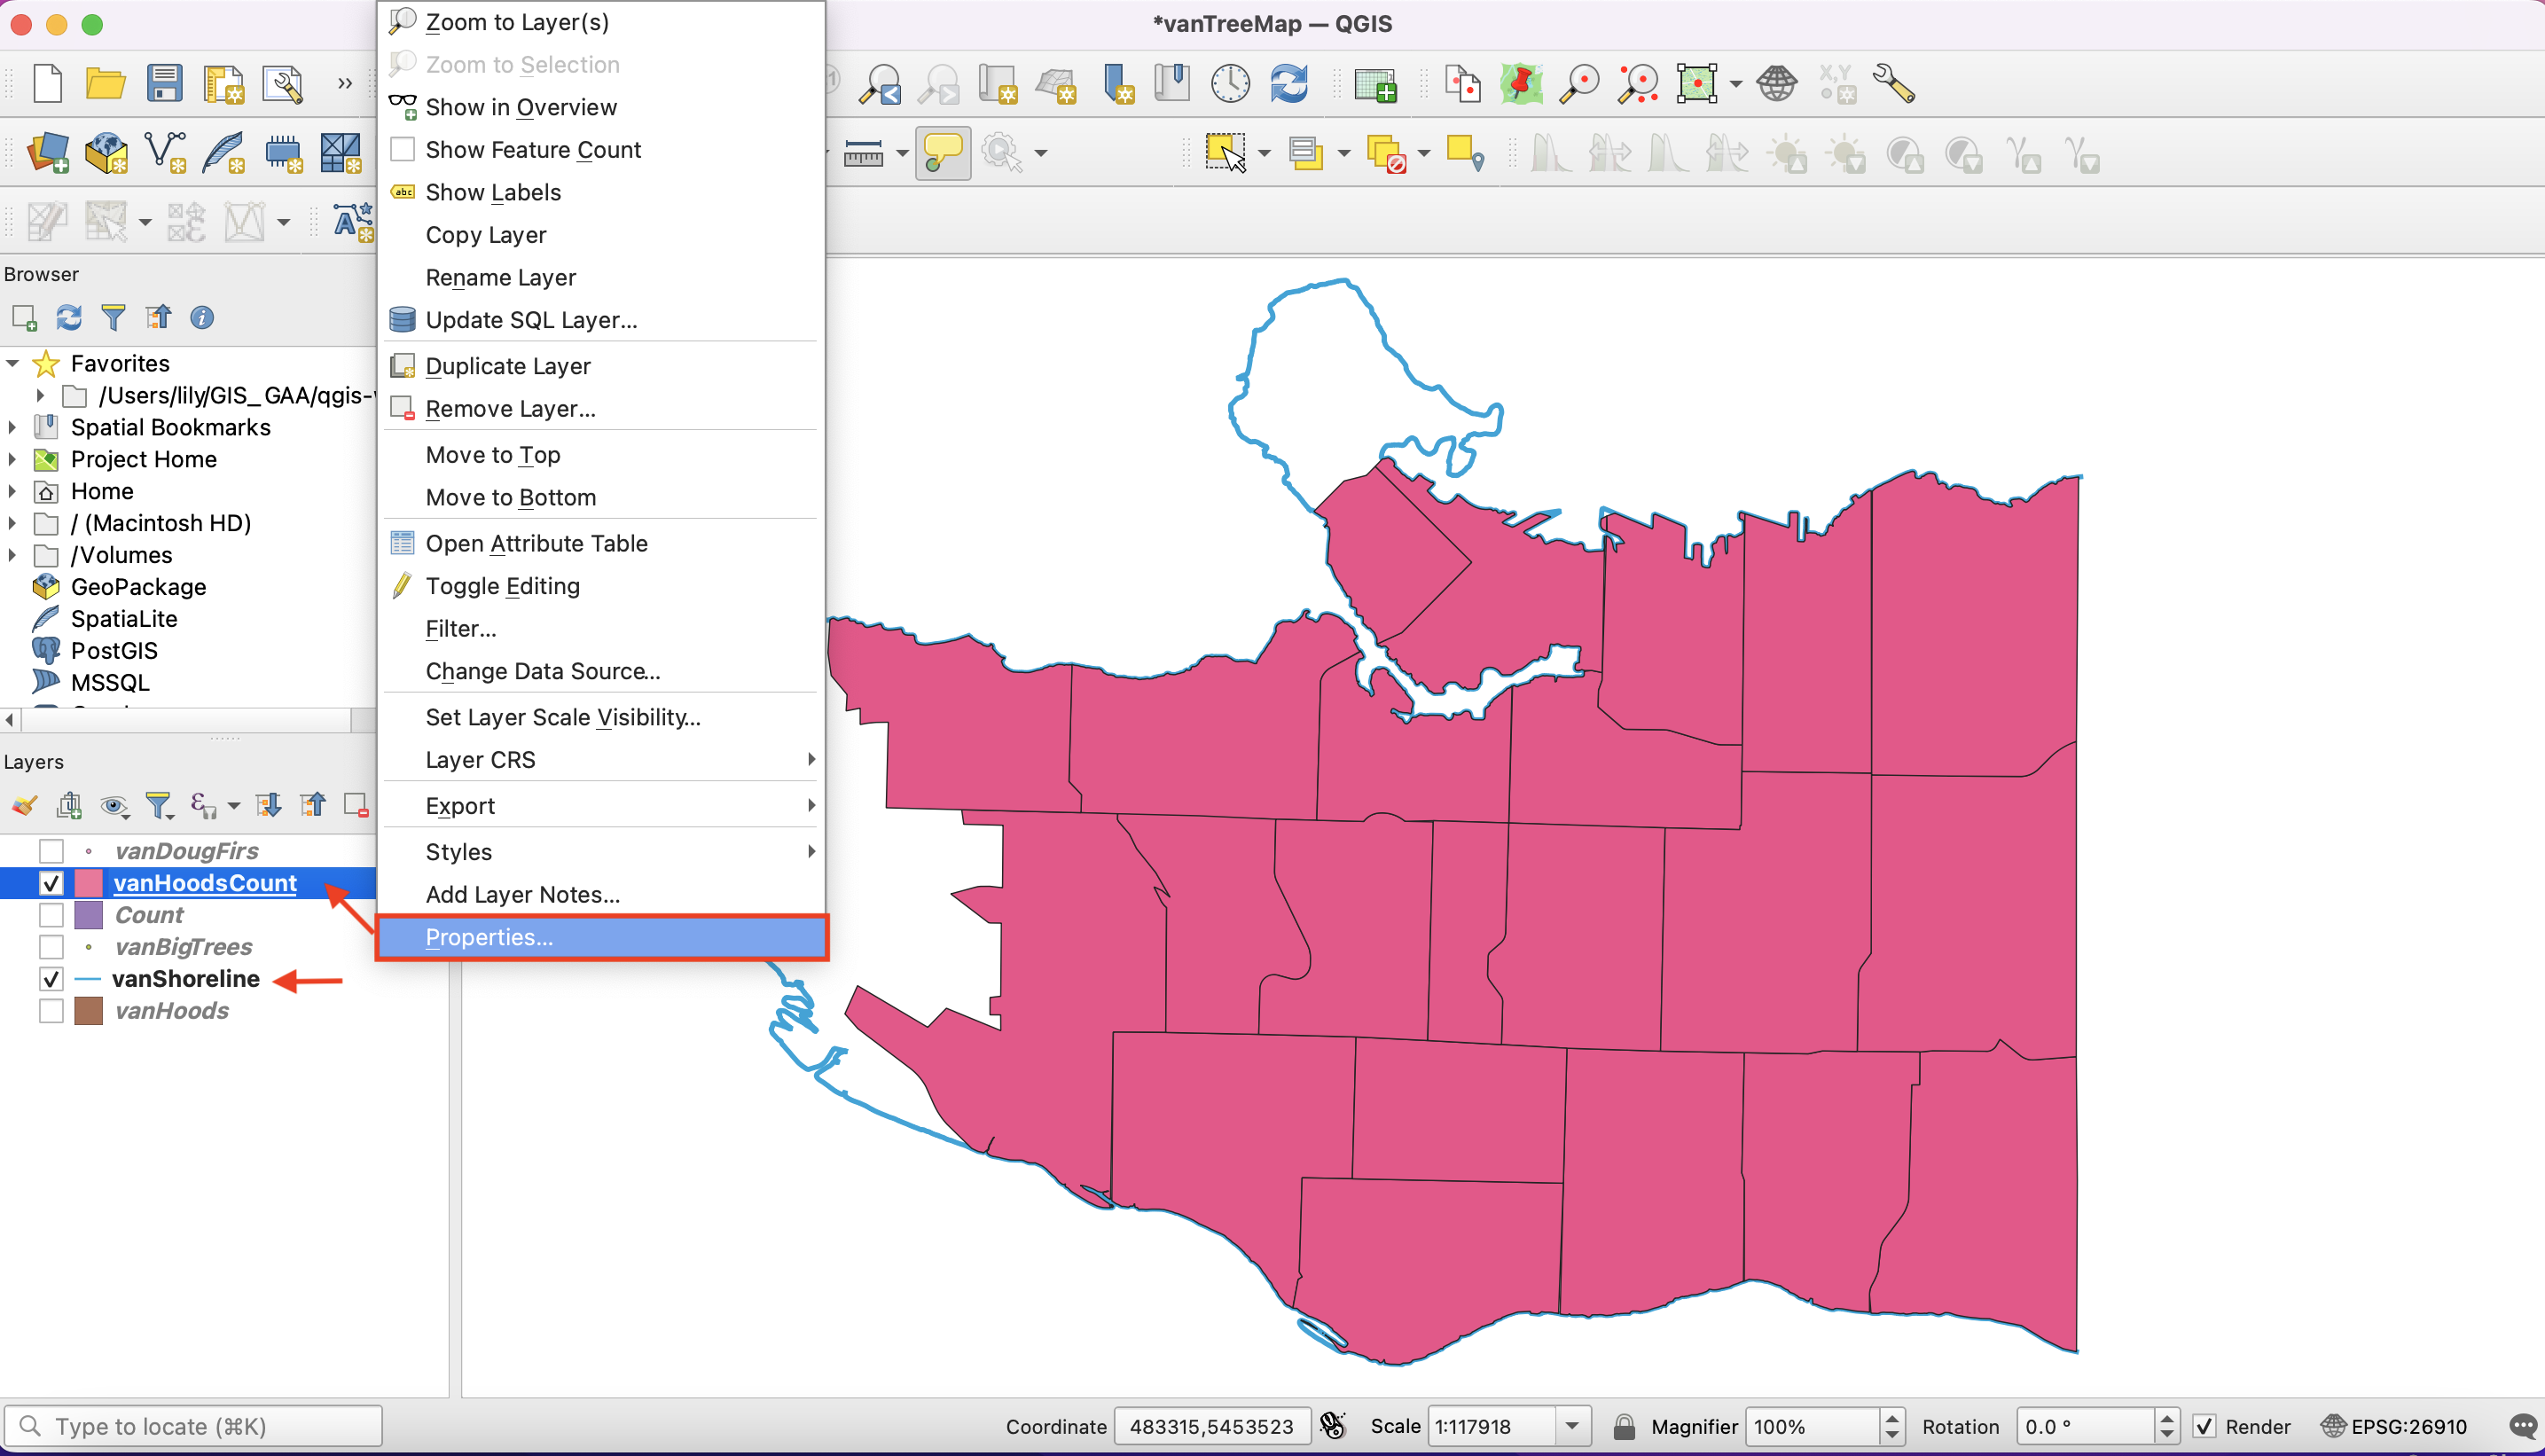 *vanTreeMap — QGIS
Zoom to Layer(s)
Zoom to Selection
Show in Overview
Show Feature Count
abc
Show Labels
Copy Layer
Rename Layer
Update SQL Layer...
Duplicate Layer
Remove Layer...
Move to Top
Move to Bottom
Open Attribute Table
Toggle Editing
Filter...
Change Data Source...
Set Layer Scale Visibility...
Layer CRS
Export
Styles
Add Layer Notes...
Properties...
X,Y
Browser
Favorites
/Users/lily/GIS_GAA/qgis-
Spatial Bookmarks
Project Home
Home
/ (Macintosh HD)
/Volumes
GeoPackage
SpatiaLite
PostGIS
MSSQL
Layers
vanDougFirs
vanHoodsCount
Count
vanBigTrees
vanShoreline
vanHoods
Type to locate (⌘K)
Coordinate 483315,5453523 Scale 1:117918 Magnifier 100% Rotation 0.0 ° Render EPSG:26910